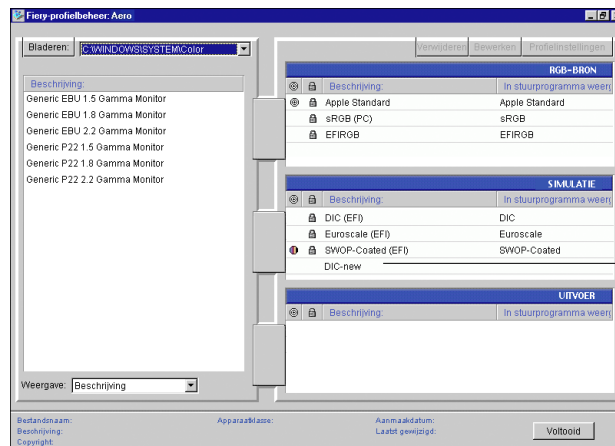 Fiery-profielbeheer: Aero
Bladeren: C:\WINDOWS\SYSTEM\Color
Beschrijving:
Generic EBU 1.5 Gamma Monitor
Generic EBU 1.8 Gamma Monitor
Generic EBU 2.2 Gamma Monitor
Generic P22 1.5 Gamma Monitor
Generic P22 1.8 Gamma Monitor
Generic P22 2.2 Gamma Monitor
Weergave: Beschrijving
Verwijderen Bewerken Profielinstellingen
RGB-BRON
Beschrijving: In stuurprogramma weerg
Apple Standard Apple Standard
sRGB (PC) sRGB
EFIRGB EFIRGB
SIMULATIE
Beschrijving: In stuurprogramma weerg
DIC (EFI) DIC
Euroscale (EFI) Euroscale
SWOP-Coated (EFI) SWOP-Coated
DIC-new
UITVOER
Beschrijving: In stuurprogramma weerg
Bestandsnaam: Apparaatklasse: Aanmaakdatum:
Beschrijving: Laatst gewijzigd:
Copyright:
Voltooid